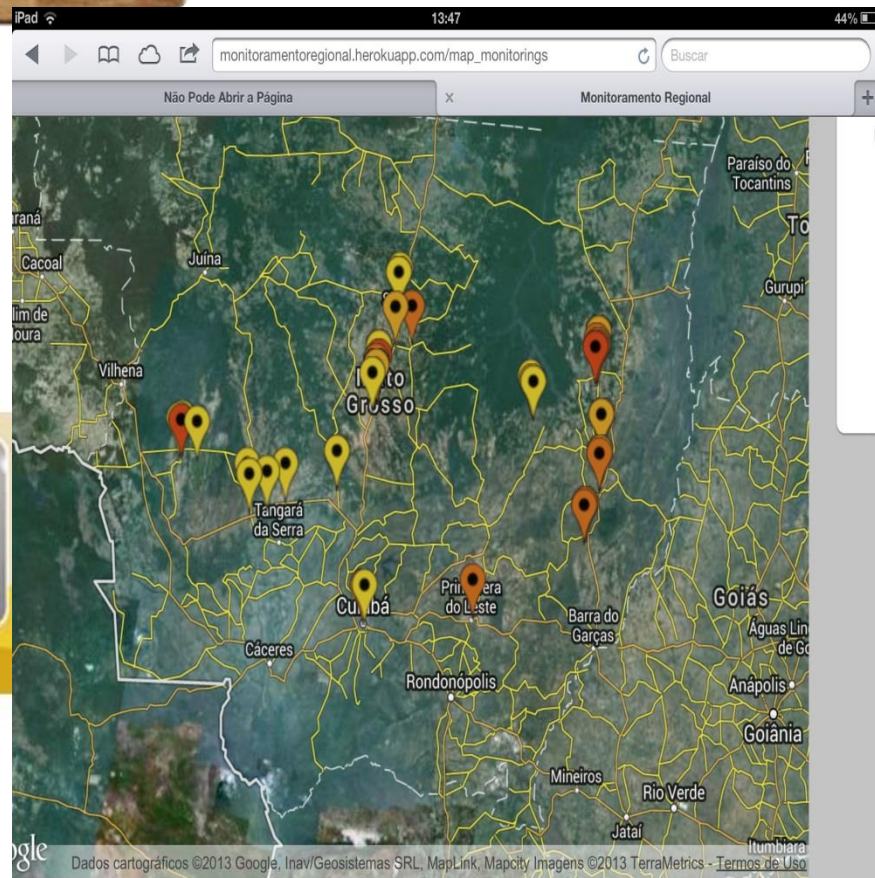 iPad 13:47 44%
monitoramentoregional.herokuapp.com/map_monitorings Buscar
Não Pode Abrir a Página x Monitoramento Regional +
Paraíso do
Tocantins
Cacoal
Juína
Gurupi
Vilhena
Grosso
Tangará
da Serra
do Leste
Goiás
Barra do
Garças
Cáceres
Rondonópolis
Anápolis
Goiânia
Mineiros
Rio Verde
Jataí
Itumbiara
Dados cartográficos ©2013 Google, Inav/Geosistemas SRL, MapLink, Mapcity Imagens ©2013 TerraMetrics - Termos de Uso